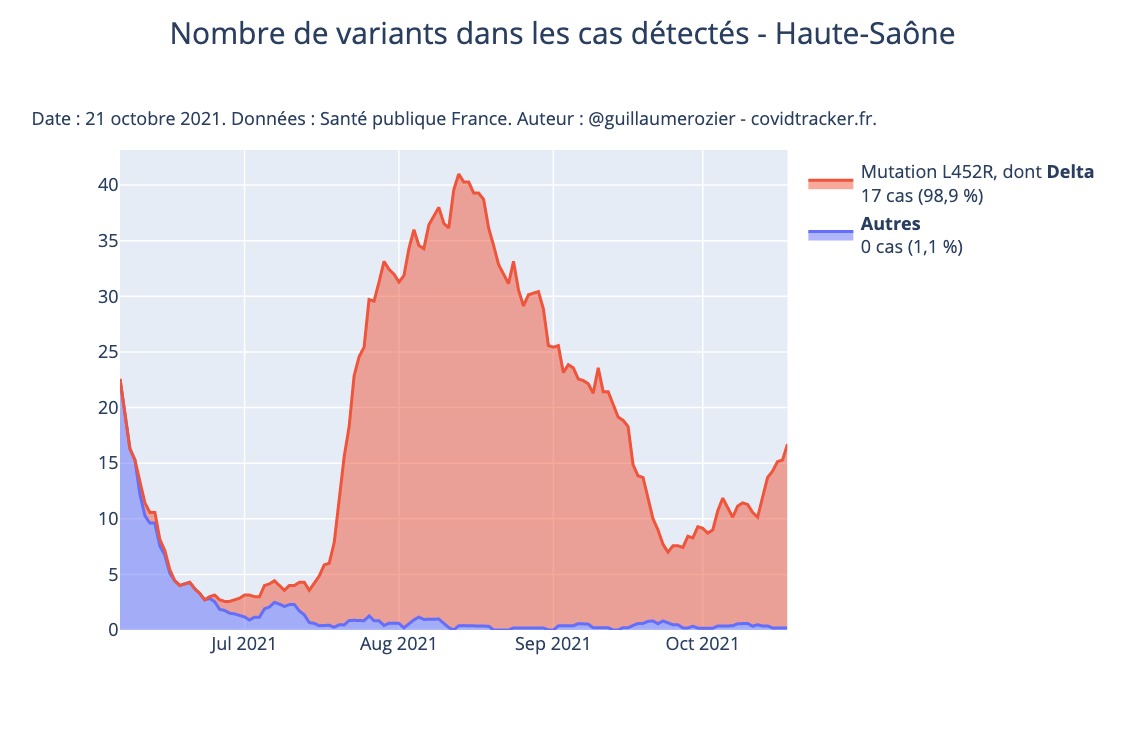 Nombre de variants dans les cas détectés - Haute-Saône
Date : 21 octobre 2021. Données : Santé publique France. Auteur : @guillaumerozier - covidtracker.fr.
Mutation L452R, dont Delta
17 cas (98,9 %)
Autres
0 cas (1,1 %)
40
35
30
25
20
15
10
5
0
Jul 2021
Aug 2021
Sep 2021
Oct 2021